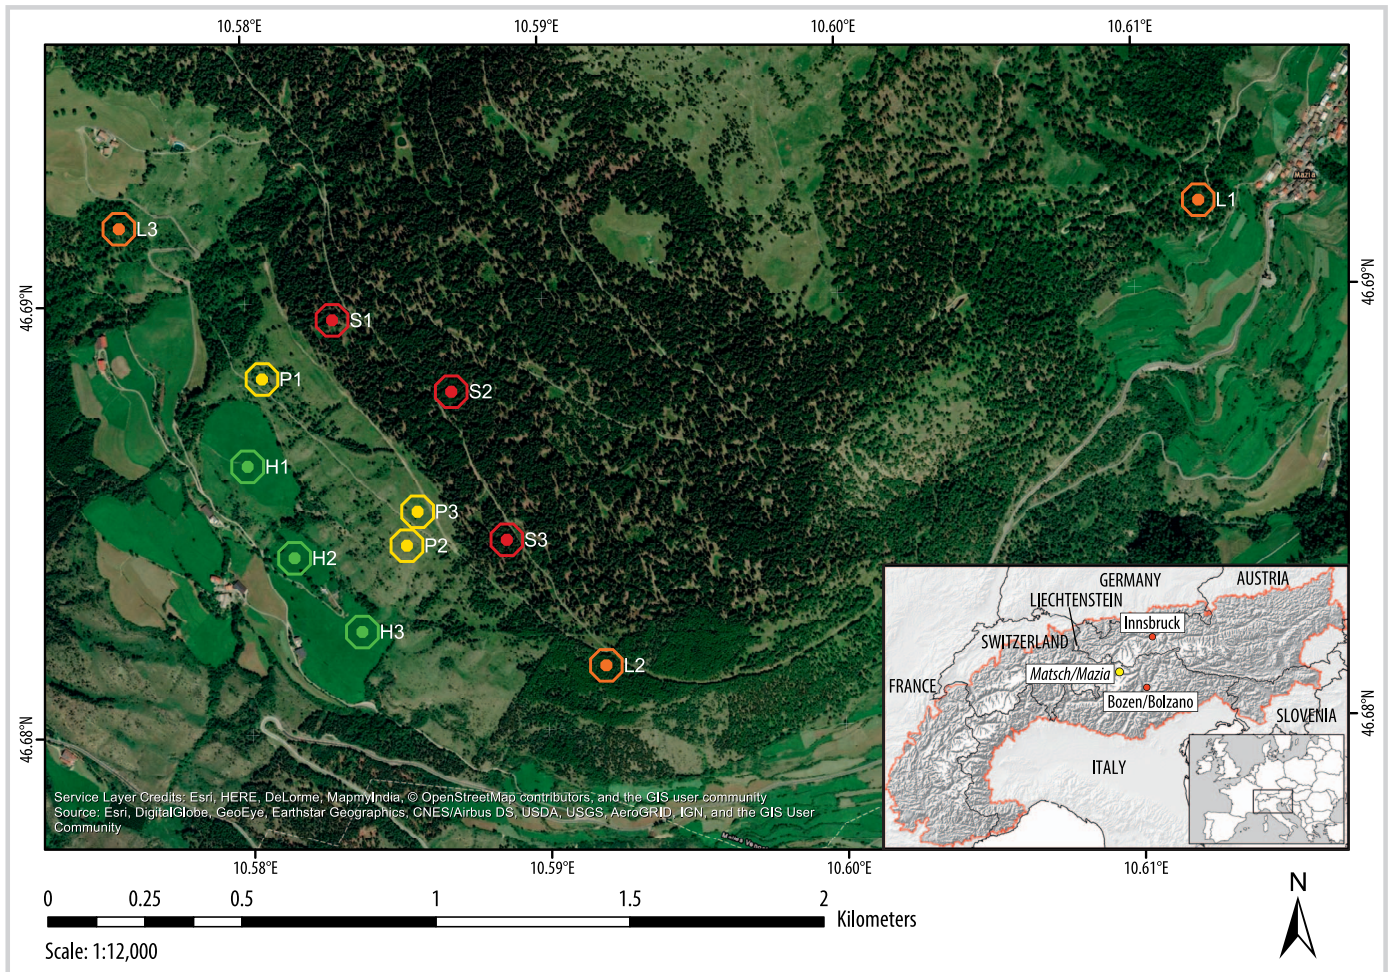 10.58°E 10.59°E 10.60°E 10.61°E
Mazia
L1
L3
46.69°N 46.69°N
S1
P1
S2
H1
P3
S3
P2
H2
H3
L2
GERMANY AUSTRIA
LIECHTENSTEIN
Innsbruck
SWITZERLAND
Matsch/Mazia
FRANCE
Bozen/Bolzano
SLOVENIA
ITALY
46.68°N 46.68°N
Service Layer Credits: Esri, HERE, DeLorme, MapmyIndia, © OpenStreetMap contributors, and the GIS user community
Source: Esri, DigitalGlobe, GeoEye, Earthstar Geographics, CNES/Airbus DS, USDA, USGS, AeroGRID, IGN, and the GIS User
Community
10.58°E 10.59°E 10.60°E 10.61°E
0 0.25 0.5 1 1.5 2
Kilometers
N
Scale: 1:12,000